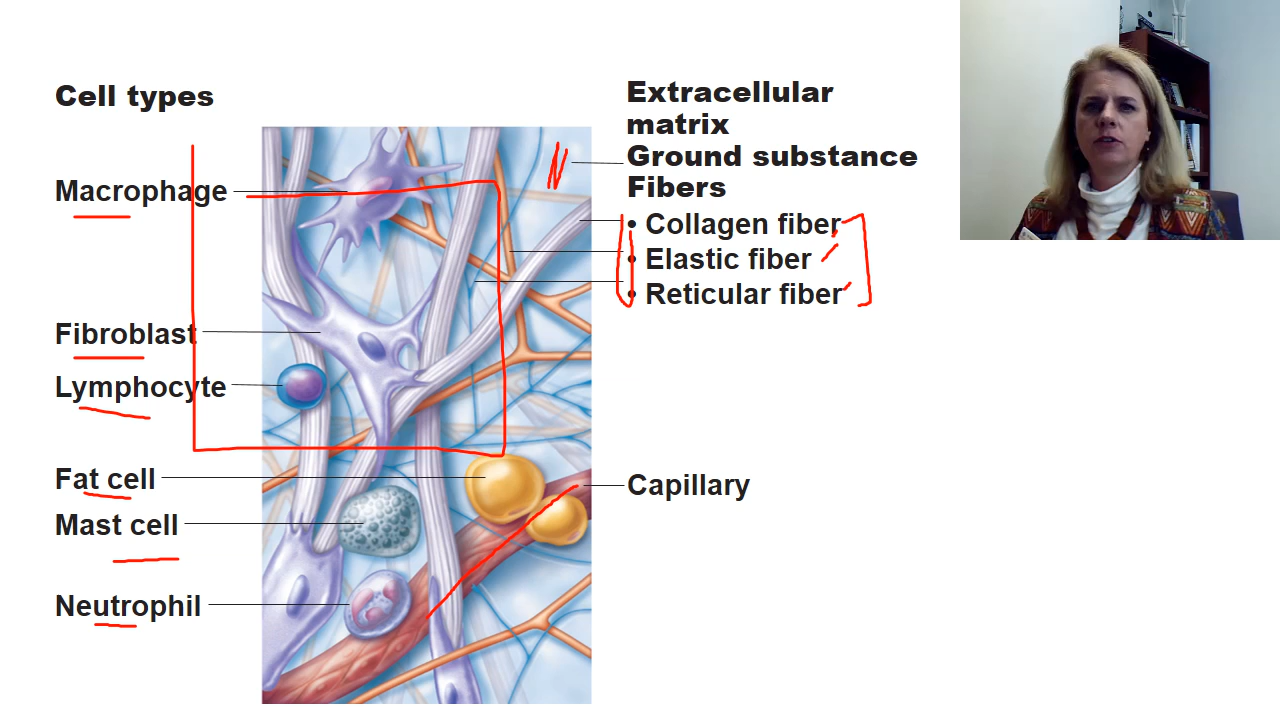 Cell types
Macrophage
Fibroblast
Lymphocyte
Fat cell
Mast cell
Neutrophil
Extracellular
matrix
Ground substance
Fibers
• Collagen fiber
• Elastic fiber
• Reticular fiber
Capillary